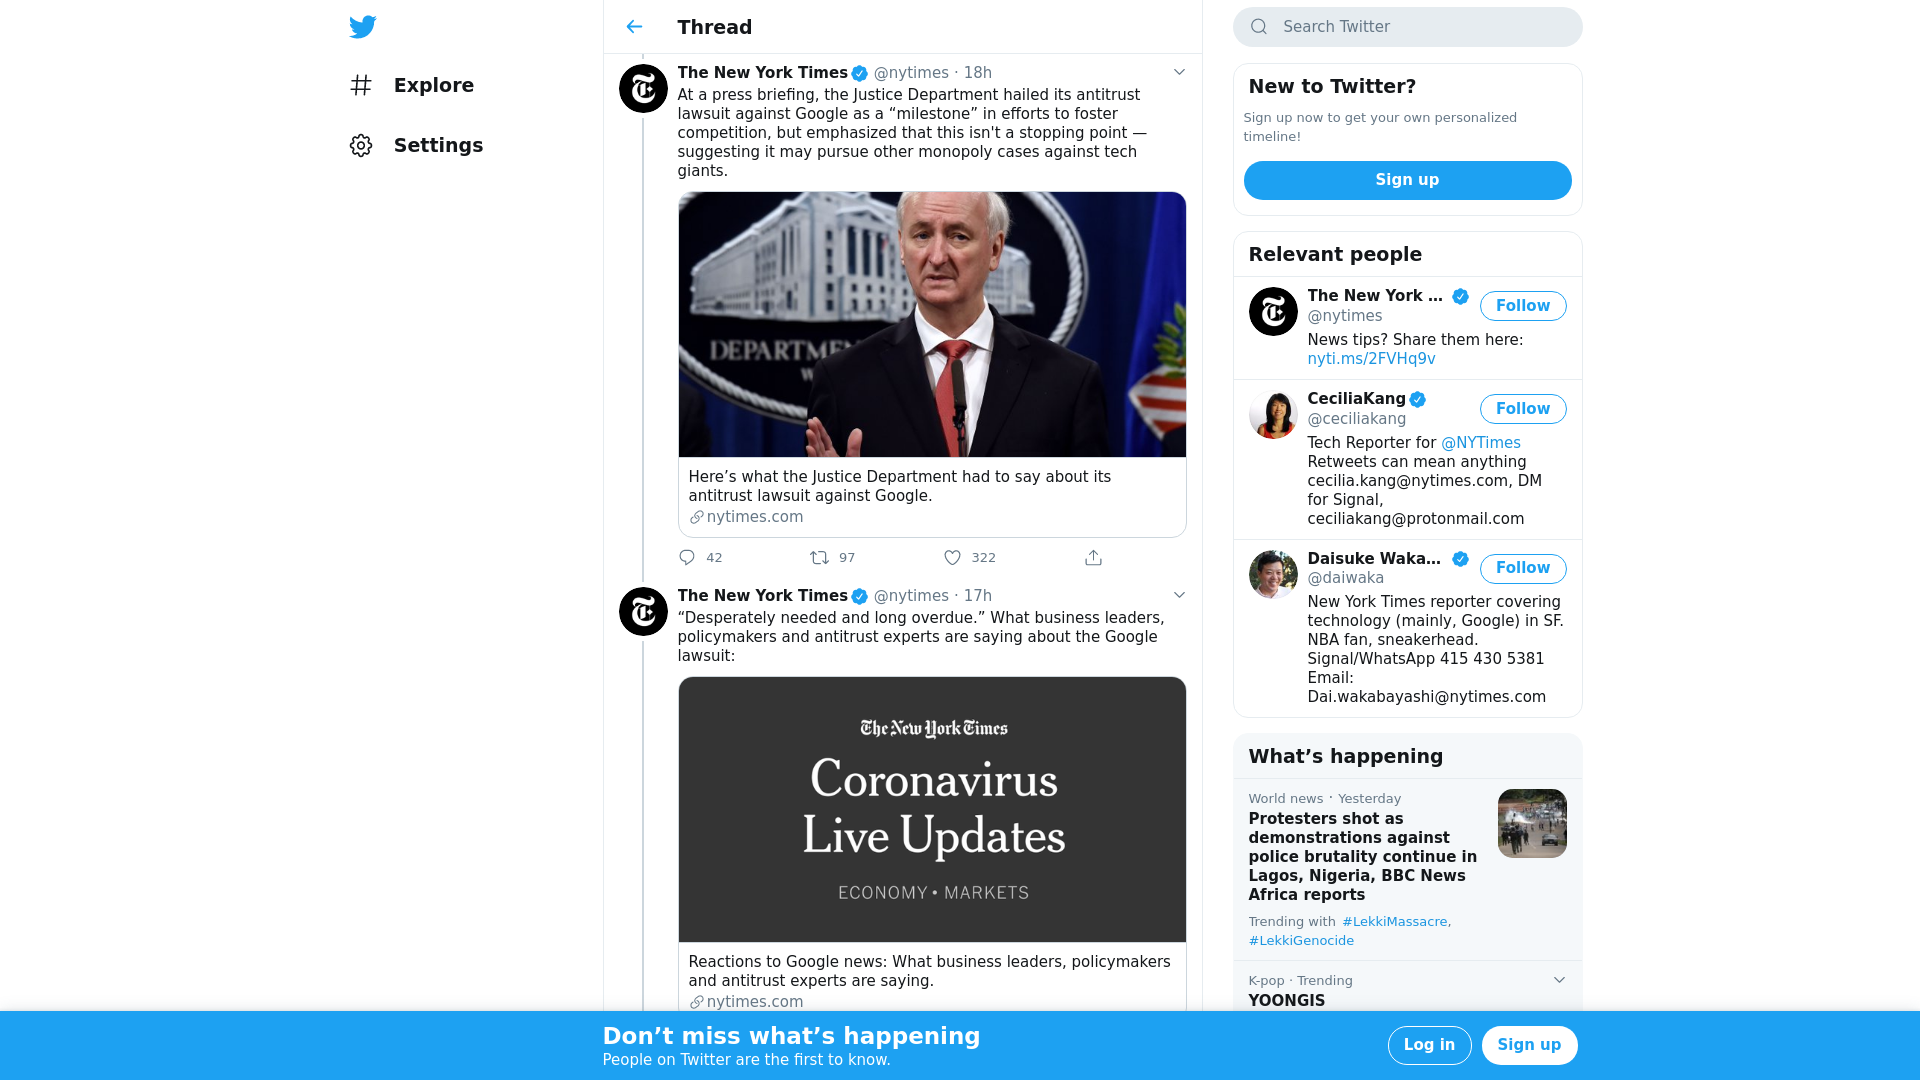 Explore
Settings
Thread
The New York Times @nytimes · 18h
At a press briefing, the Justice Department hailed its antitrust
lawsuit against Google as a “milestone” in efforts to foster
competition, but emphasized that this isn't a stopping point —
suggesting it may pursue other monopoly cases against tech
giants.
DEPARTME
W
Here’s what the Justice Department had to say about its
antitrust lawsuit against Google.
nytimes.com
42 97 322
The New York Times @nytimes · 17h
“Desperately needed and long overdue.” What business leaders,
policymakers and antitrust experts are saying about the Google
lawsuit:
The New York Times
Coronavirus
Live Updates
ECONOMY • MARKETS
Reactions to Google news: What business leaders, policymakers
and antitrust experts are saying.
nytimes.com
Search Twitter
New to Twitter?
Sign up now to get your own personalized
timeline!
Sign up
Relevant people
The New York ...
@nytimes
Follow
News tips? Share them here:
nyti.ms/2FVHq9v
CeciliaKang
@ceciliakang
Follow
Tech Reporter for @NYTimes
Retweets can mean anything
cecilia.kang@nytimes.com, DM
for Signal,
ceciliakang@protonmail.com
Daisuke Waka...
@daiwaka
Follow
New York Times reporter covering
technology (mainly, Google) in SF.
NBA fan, sneakerhead.
Signal/WhatsApp 415 430 5381
Email:
Dai.wakabayashi@nytimes.com
What’s happening
World news · Yesterday
Protesters shot as
demonstrations against
police brutality continue in
Lagos, Nigeria, BBC News
Africa reports
Trending with #LekkiMassacre,
#LekkiGenocide
K-pop · Trending
YOONGIS
Don’t miss what’s happening
People on Twitter are the first to know.
Log in
Sign up